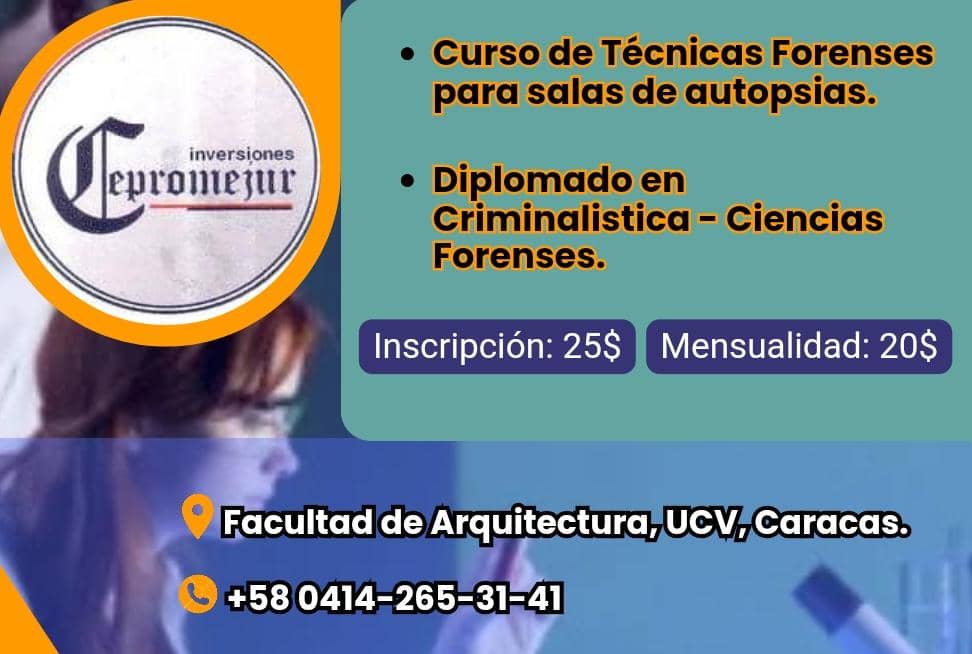 inversiones
Cepromejur
• Curso de Técnicas Forenses
para salas de autopsias.
• Diplomado en
Criminalistica - Ciencias
Forenses.
Inscripción: 25$ Mensualidad: 20$
Facultad de Arquitectura, UCV, Caracas.
+58 0414-265-31-41